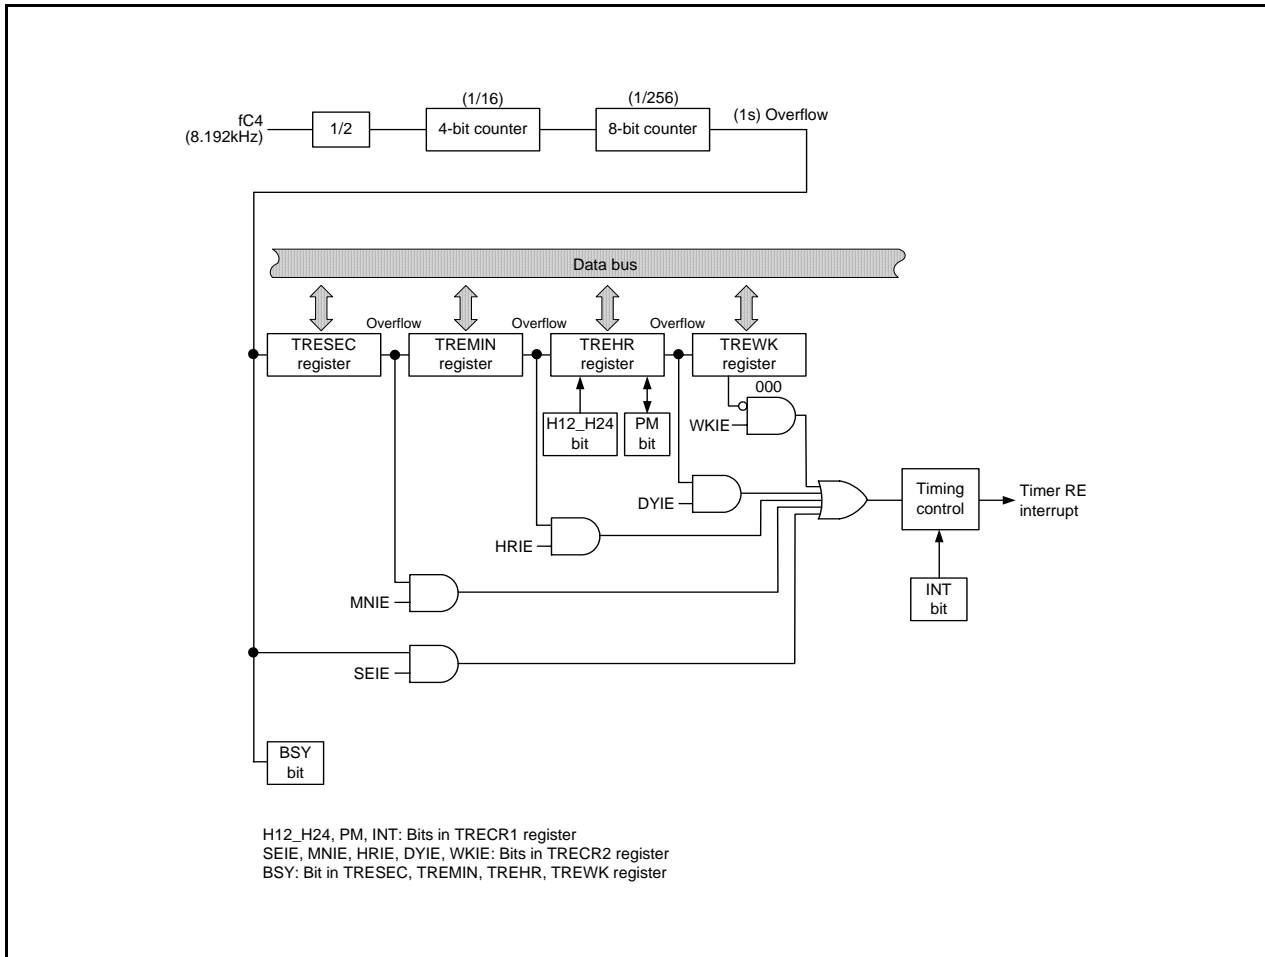 (1/16)
(1/256)
fC4
(8.192kHz)
1/2
4-bit counter
8-bit counter
(1s) Overflow
Data bus
Overflow
Overflow
Overflow
TRESEC
register
TREMIN
register
TREHR
register
TREWK
register
000
H12_H24
bit
PM
bit
WKIE
DYIE
HRIE
MNIE
SEIE
Timing
control
Timer RE
interrupt
INT
bit
BSY
bit
H12_H24, PM, INT: Bits in TRECR1 register
SEIE, MNIE, HRIE, DYIE, WKIE: Bits in TRECR2 register
BSY: Bit in TRESEC, TREMIN, TREHR, TREWK register